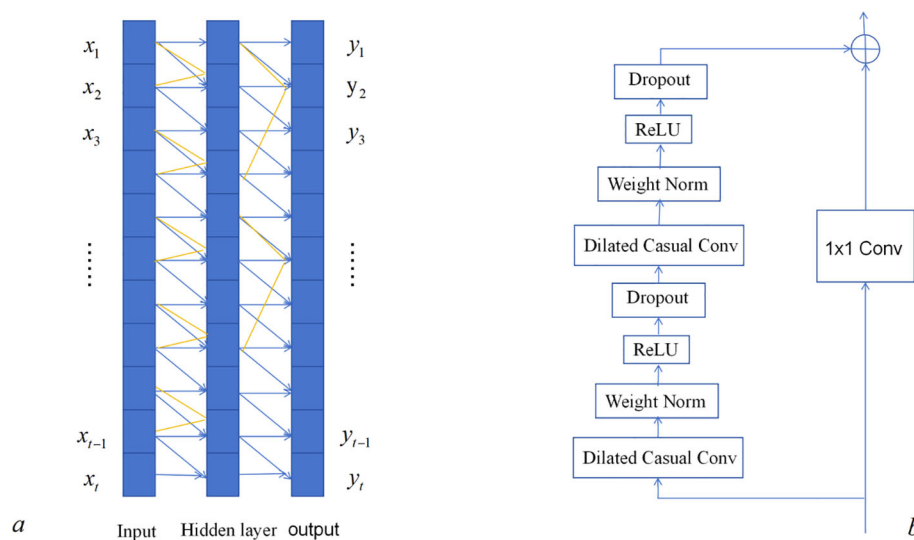 x₁
x₂
x₃
......
xₜ₋₁
xₜ
y₁
y₂
y₃
......
yₜ₋₁
yₜ
Input
Hidden layer
output
a
Dropout
ReLU
Weight Norm
Dilated Casual Conv
Dropout
ReLU
Weight Norm
Dilated Casual Conv
1x1 Conv
b